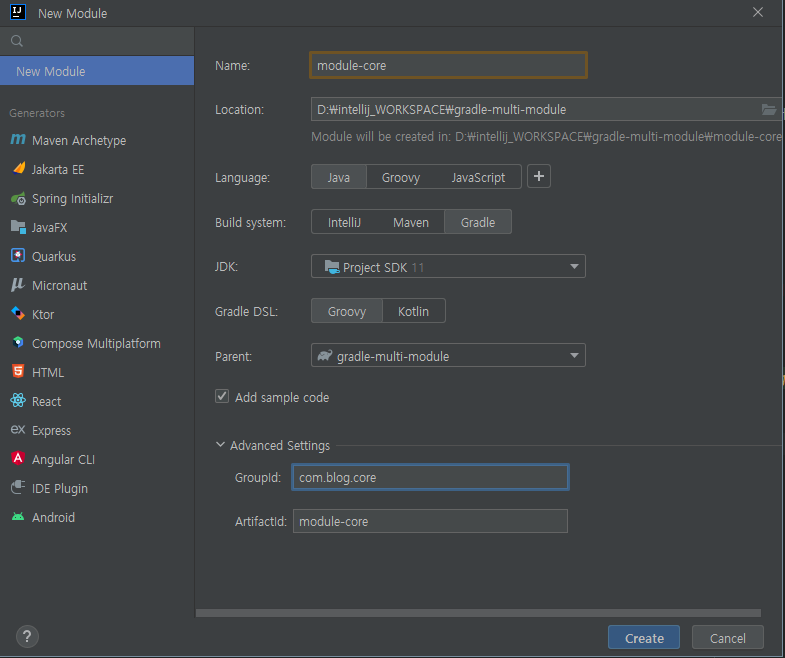 IJ New Module
New Module
Generators
m Maven Archetype
Jakarta EE
Spring Initializr
JavaFX
Quarkus
μ Micronaut
Ktor
Compose Multiplatform
5 HTML
React
ex Express
A Angular CLI
IDE Plugin
Android
?
Name: module-core
Location: D:₩intellij_WORKSPACE₩gradle-multi-module
Module will be created in: D:₩intellij_WORKSPACE₩gradle-multi-module₩module-core
Language: Java Groovy JavaScript +
Build system: IntelliJ Maven Gradle
JDK: Project SDK 11
Gradle DSL: Groovy Kotlin
Parent: gradle-multi-module
Add sample code
Advanced Settings
GroupId: com.blog.core
ArtifactId: module-core
Create Cancel